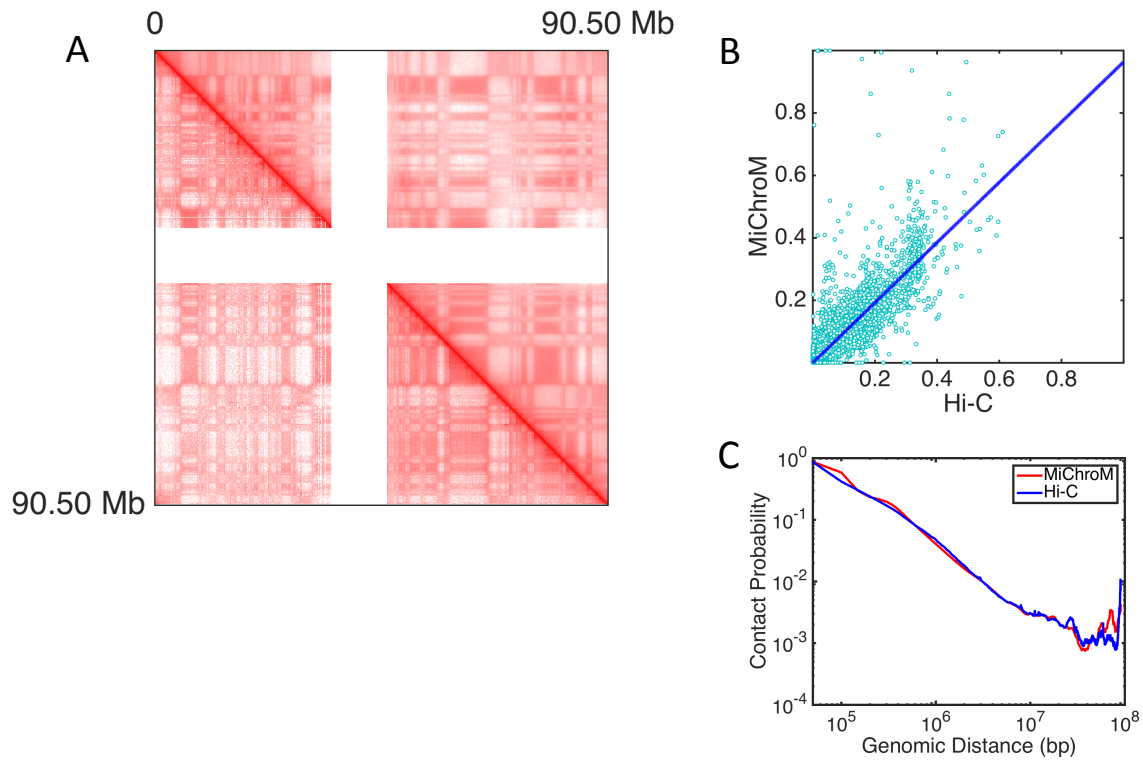 A
0
90.50 Mb
90.50 Mb
B
MiChroM
0.8
0.6
0.4
0.2
0.2 0.4 0.6 0.8
Hi-C
C
Contact Probability
10^0
10^-1
10^-2
10^-3
10^-4
MiChroM
Hi-C
10^5 10^6 10^7 10^8
Genomic Distance (bp)